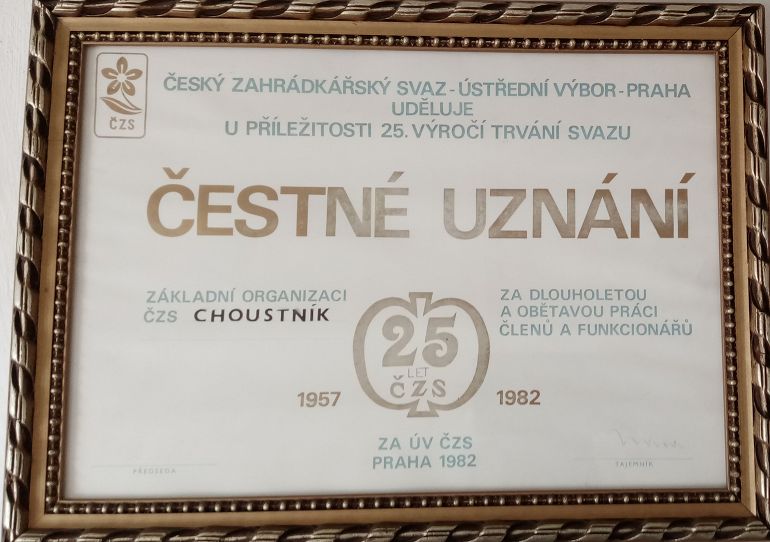 ČZS
ČESKÝ ZAHRÁDKÁŘSKÝ SVAZ - ÚSTŘEDNÍ VÝBOR - PRAHA
UDĚLUJE
U PŘÍLEŽITOSTI 25. VÝROČÍ TRVÁNÍ SVAZU
ČESTNÉ UZNÁNÍ
ZÁKLADNÍ ORGANIZACI
ČZS CHOUSTNÍK
25
LET
ČZS
ZA DLOUHOLETOU
A OBĚTAVOU PRÁCI
ČLENŮ A FUNKCIONÁŘŮ
1957
1982
ZA ÚV ČZS
PRAHA 1982
PŘEDSEDA
TAJEMNÍK